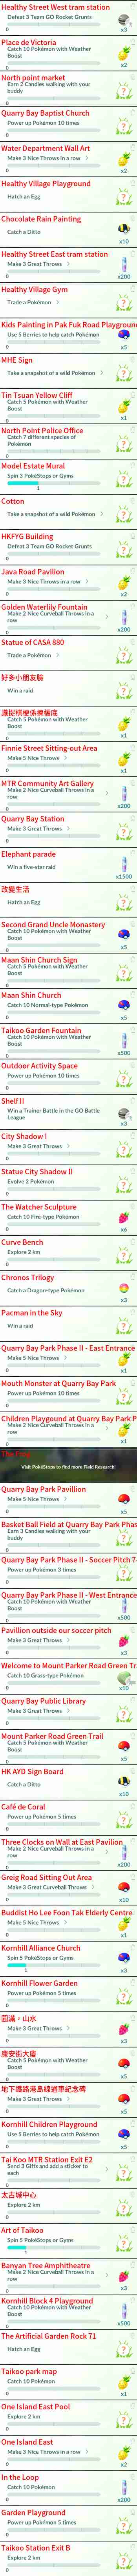 Healthy Street West tram station
Defeat 3 Team GO Rocket Grunts
0
x3
Place de Victoria
Catch 10 Pokémon with Weather
Boost
0
x2
North point market
Earn 2 Candies walking with your
buddy
0
Quarry Bay Baptist Church
Power up Pokémon 10 times
0
Water Department Wall Art
Make 3 Nice Throws in a row
0
x2
Healthy Village Playground
Hatch an Egg
Chocolate Rain Painting
Catch a Ditto
x10
Healthy Street East tram station
Make 3 Great Throws
0
x200
Healthy Village Gym
Trade a Pokémon
Kids Painting in Pak Fuk Road Playground
Use 5 Berries to help catch Pokémon
0
x5
MHE Sign
Take a snapshot of a wild Pokémon
Tin Tsuan Yellow Cliff
Catch 5 Pokémon with Weather
Boost
0
x1
North Point Police Office
Catch 7 different species of
Pokémon
0
Model Estate Mural
Spin 3 PokéStops or Gyms
1
Cotton
Take a snapshot of a wild Pokémon
HKFYG Building
Defeat 3 Team GO Rocket Grunts
0
Java Road Pavilion
Make 3 Nice Throws in a row
0
x2
Golden Waterlily Fountain
Make 2 Nice Curveball Throws in a
row
0
x200
Statue of CASA 880
Trade a Pokémon
好多小朋友臉
Win a raid
Catch 5 Pokémon with Weather
Boost
0
x1
Finnie Street Sitting-out Area
Make 5 Nice Throws
0
x1
MTR Community Art Gallery
Make 2 Nice Curveball Throws in a
row
0
x200
Quarry Bay Station
Make 3 Great Throws
0
Elephant parade
Win a five-star raid
x1500
改變生活
Hatch an Egg
Second Grand Uncle Monastery
Catch 10 Pokémon with Weather
Boost
0
x5
Maan Shin Church Sign
Catch 5 Pokémon with Weather
Boost
0
Maan Shin Church
Catch 10 Normal-type Pokémon
0
x5
Taikoo Garden Fountain
Catch 10 Pokémon with Weather
Boost
0
x500
Outdoor Activity Space
Power up Pokémon 10 times
0
Shelf II
Win a Trainer Battle in the GO Battle
League
x3
City Shadow I
Make 3 Great Throws
0
Statue City Shadow II
Evolve 2 Pokémon
0
The Watcher Sculpture
Catch 10 Fire-type Pokémon
0
x6
Curve Bench
Explore 2 km
0
Chronos Trilogy
Catch a Dragon-type Pokémon
x3
Pacman in the Sky
Win a raid
Quarry Bay Park Phase II - East Entrance
Make 5 Nice Throws
0
x1
Mouth Monster at Quarry Bay Park
Power up Pokémon 10 times
0
Children Playgound at Quarry Bay Park P
Make 2 Nice Curveball Throws in a
row
0
x1
Visit PokéStops to find more Field Research!
Quarry Bay Park Pavillion
Make 5 Nice Throws
0
x5
Basket Ball Field at Quarry Bay Park Phas
Earn 3 Candies walking with your
buddy
0
Quarry Bay Park Phase II - Soccer Pitch 7-
Power up Pokémon 3 times
0
Quarry Bay Park Phase II - West Entrance
Catch 10 Pokémon with Weather
Boost
0
x500
Pavillion outside our soccer pitch
Make 3 Great Throws
0
x3
Welcome to Mount Parker Road Green Tr
Catch 10 Grass-type Pokémon
0
x10
Quarry Bay Public Library
Make 3 Great Throws
0
Mount Parker Road Green Trail
Catch 5 Pokémon with Weather
Boost
0
x5
HK AYD Sign Board
Catch a Ditto
x10
Café de Coral
Power up Pokémon 5 times
0
Three Clocks on Wall at East Pavilion
Make 2 Nice Curveball Throws in a
row
0
x200
Greig Road Sitting Out Area
Make 3 Great Curveball Throws
0
x10
Buddist Ho Lee Foon Tak Elderly Centre
Make 5 Nice Throws
0
x1
Kornhill Alliance Church
Spin 5 PokéStops or Gyms
1
x3
Kornhill Flower Garden
Power up Pokémon 5 times
0
圓滿，山水
Make 3 Great Throws
0
x3
康安街大廈
Catch 5 Pokémon with Weather
Boost
0
x5
地下鐵路港島綫通車紀念碑
Make 3 Great Throws
0
x5
Kornhill Children Playground
Use 5 Berries to help catch Pokémon
0
x5
Tai Koo MTR Station Exit E2
Send 3 Gifts and add a sticker to
each
0
太古城中心
Explore 2 km
0
Art of Taikoo
Spin 5 PokéStops or Gyms
1
Banyan Tree Amphitheatre
Make 2 Nice Curveball Throws in a
row
0
x3
Kornhill Block 4 Playground
Catch 10 Pokémon with Weather
Boost
0
x500
The Artificial Garden Rock 71
Hatch an Egg
Taikoo park map
Catch 10 Pokémon
0
x1
One Island East Pool
Explore 2 km
0
One Island East
Make 3 Nice Throws in a row
0
x2
In the Loop
Catch 10 Pokémon
0
x200
Garden Playground
Power up Pokémon 5 times
0
Taikoo Station Exit B
Explore 2 km
0